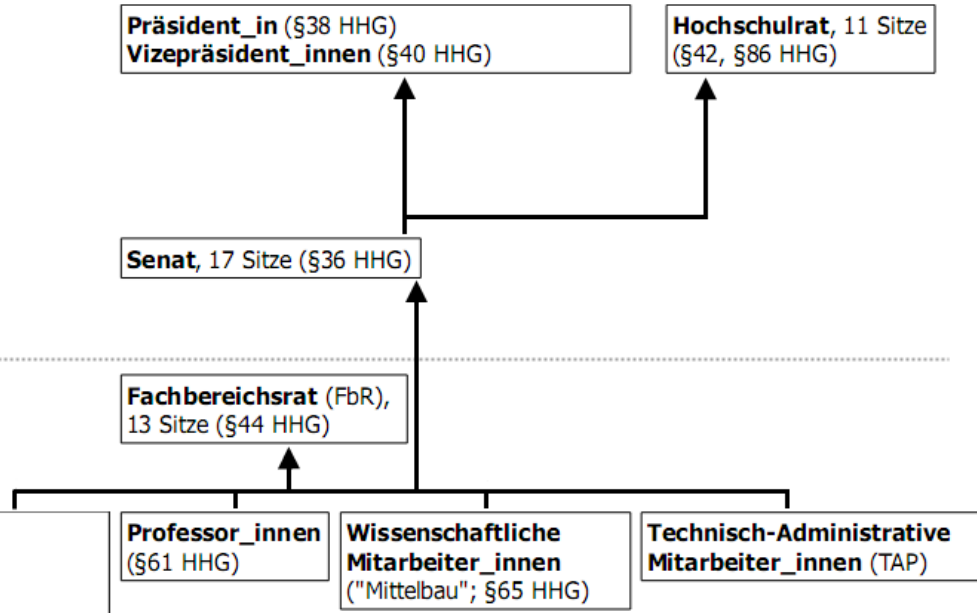 Präsident_in (§38 HHG)
Vizepräsident_innen (§40 HHG)
Hochschulrat, 11 Sitze
(§42, §86 HHG)
Senat, 17 Sitze (§36 HHG)
Fachbereichsrat (FbR),
13 Sitze (§44 HHG)
Professor_innen
(§61 HHG)
Wissenschaftliche
Mitarbeiter_innen
("Mittelbau"; §65 HHG)
Technisch-Administrative
Mitarbeiter_innen (TAP)